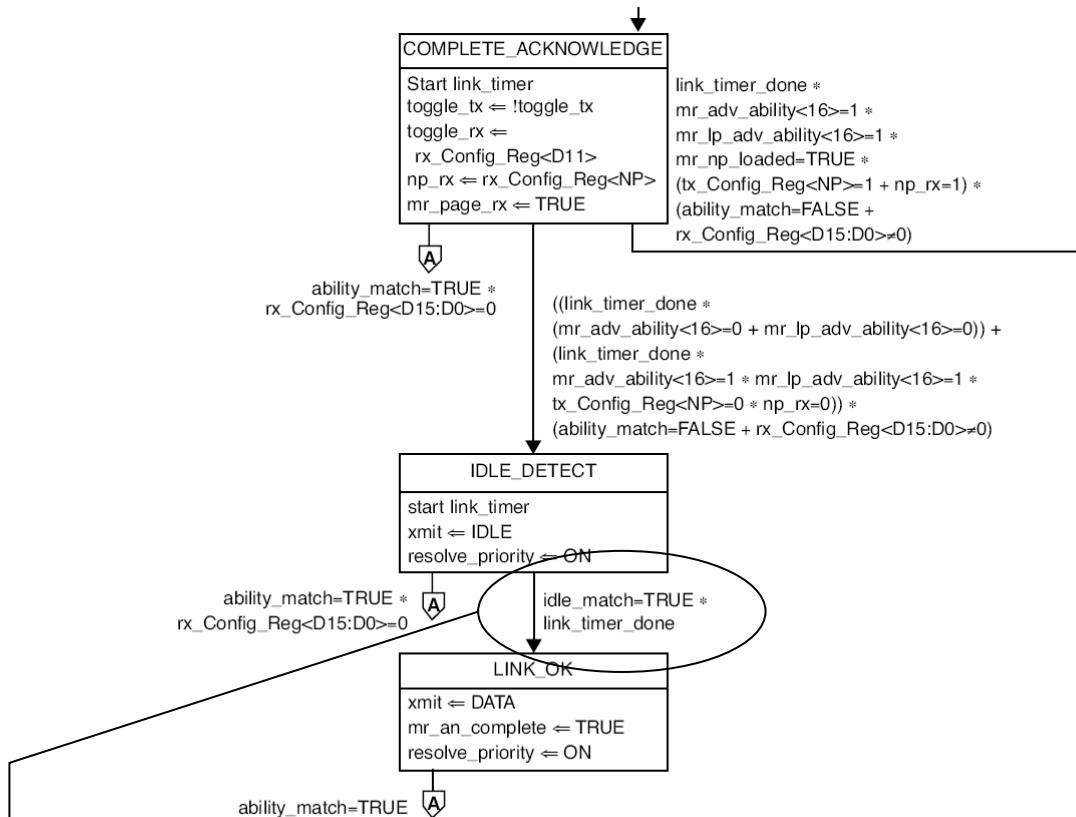 COMPLETE_ACKNOWLEDGE
Start link_timer
toggle_tx ⇐ !toggle_tx
toggle_rx ⇐
rx_Config_Reg<D11>
np_rx ⇐ rx_Config_Reg<NP>
mr_page_rx ⇐ TRUE
link_timer_done *
mr_adv_ability<16>=1 *
mr_lp_adv_ability<16>=1 *
mr_np_loaded=TRUE *
(tx_Config_Reg<NP>=1 + np_rx=1) *
(ability_match=FALSE +
rx_Config_Reg<D15:D0>≠0)
A
ability_match=TRUE *
rx_Config_Reg<D15:D0>=0
((link_timer_done *
(mr_adv_ability<16>=0 + mr_lp_adv_ability<16>=0)) +
(link_timer_done *
mr_adv_ability<16>=1 * mr_lp_adv_ability<16>=1 *
tx_Config_Reg<NP>=0 * np_rx=0)) *
(ability_match=FALSE + rx_Config_Reg<D15:D0>≠0)
IDLE_DETECT
start link_timer
xmit ⇐ IDLE
resolve_priority ⇐ ON
A
ability_match=TRUE *
rx_Config_Reg<D15:D0>=0
idle_match=TRUE *
link_timer_done
LINK_OK
xmit ⇐ DATA
mr_an_complete ⇐ TRUE
resolve_priority ⇐ ON
ability_match=TRUE A